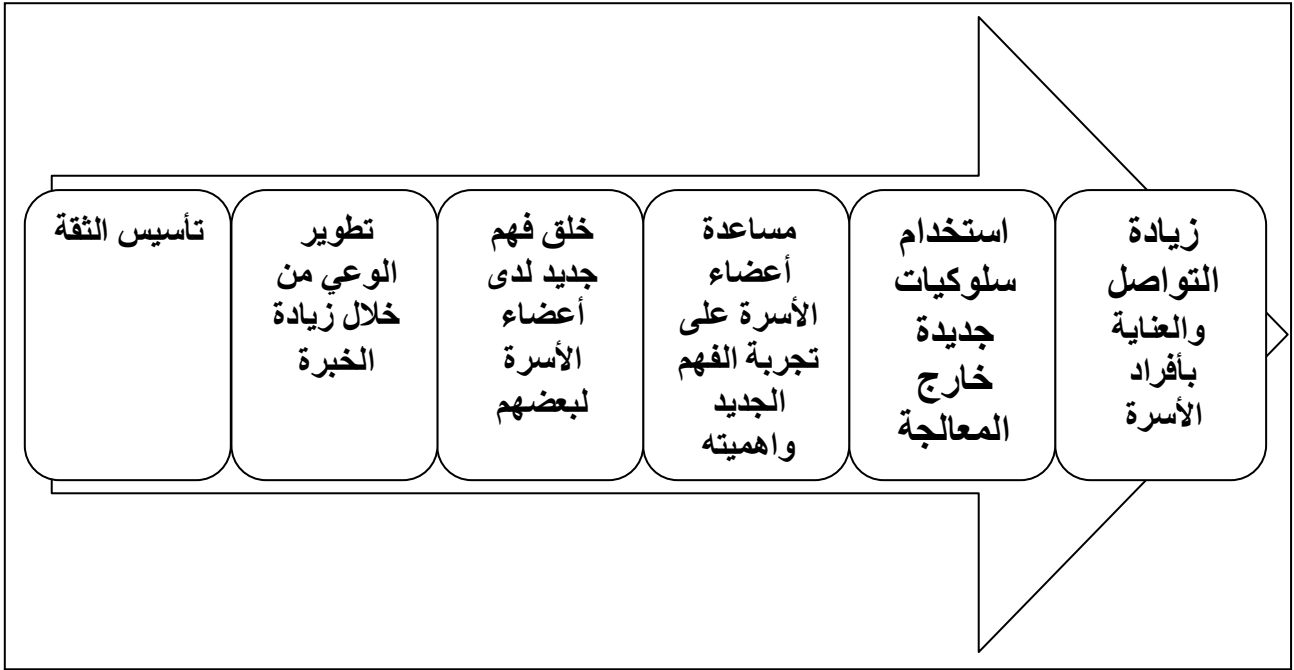 تأسيس الثقة
تطوير
الوعي من
خلال زيادة
الخبرة
خلق فهم
جديد لدى
أعضاء
الأسرة
لبعضهم
مساعدة
أعضاء
الأسرة على
تجربة الفهم
الجديد
واهميته
استخدام
سلوكيات
جديدة
خارج
المعالجة
زيادة
التواصل
والعناية
بأفراد
الأسرة